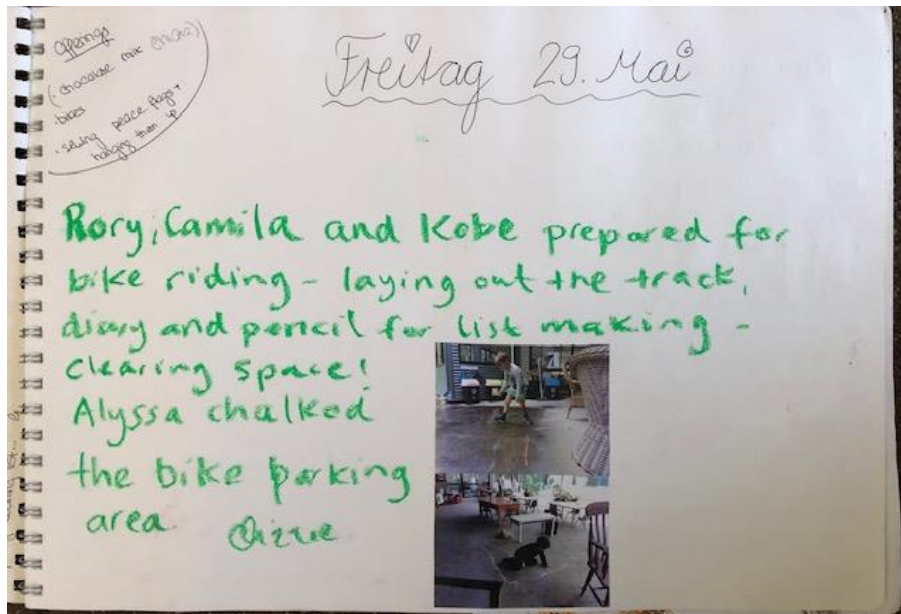 Offerings
(· chocolate mix
· bikes
· sewing peace flags +
hanging them up
Freitag 29. Mai
Rory, Camila and Kobe prepared for
bike riding - laying out the track,
diary and pencil for list making -
clearing space!
Alyssa chalked
the bike parking
area